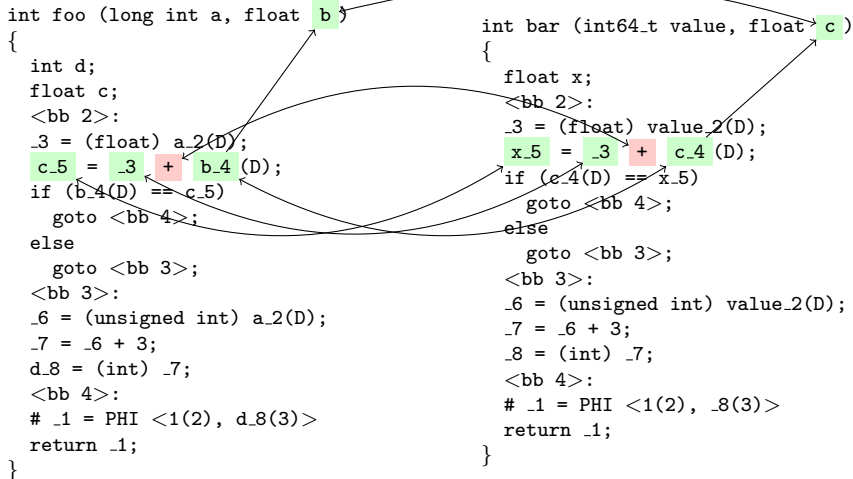 int foo (long int a, float b)
{
int d;
float c;
<bb 2>:
_3 = (float) a_2(D);
c_5 = _3 + b_4(D);
if (b_4(D) == c_5)
goto <bb 4>;
else
goto <bb 3>;
<bb 3>:
_6 = (unsigned int) a_2(D);
_7 = _6 + 3;
d_8 = (int) _7;
<bb 4>:
# _1 = PHI <1(2), d_8(3)>
return _1;
}
int bar (int64_t value, float c)
{
float x;
<bb 2>:
_3 = (float) value_2(D);
x_5 = _3 + c_4(D);
if (c_4(D) == x_5)
goto <bb 4>;
else
goto <bb 3>;
<bb 3>:
_6 = (unsigned int) value_2(D);
_7 = _6 + 3;
_8 = (int) _7;
<bb 4>:
# _1 = PHI <1(2), _8(3)>
return _1;
}